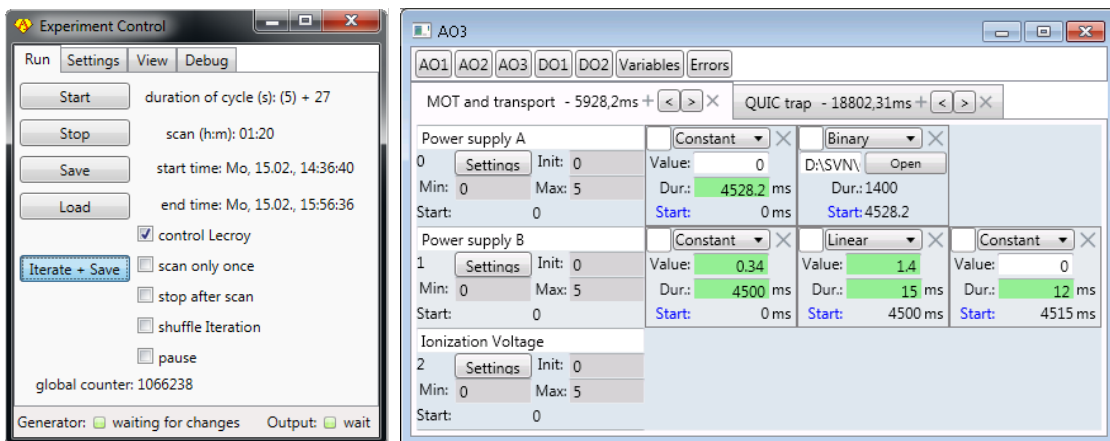 Experiment Control
Run Settings View Debug
Start duration of cycle (s): (5) + 27
Stop scan (h:m): 01:20
Save start time: Mo, 15.02., 14:36:40
Load end time: Mo, 15.02., 15:56:36
control Lecroy
Iterate + Save scan only once
stop after scan
shuffle Iteration
pause
global counter: 1066238
Generator: waiting for changes Output: wait
AO3
AO1 AO2 AO3 DO1 DO2 Variables Errors
MOT and transport - 5928,2ms + < > × QUIC trap - 18802,31ms + < > ×
Power supply A Constant Binary
0 Settings Init: 0 Value: 0 D:\SVN\ Open
Min: 0 Max: 5 Dur.: 4528.2 ms Dur.: 1400
Start: 0 Start: 0 ms Start: 4528.2
Power supply B Constant Linear Constant
1 Settings Init: 0 Value: 0.34 Value: 1.4 Value: 0
Min: 0 Max: 5 Dur.: 4500 ms Dur.: 15 ms Dur.: 12 ms
Start: 0 Start: 0 ms Start: 4500 ms Start: 4515 ms
Ionization Voltage
2 Settings Init: 0
Min: 0 Max: 5
Start: 0